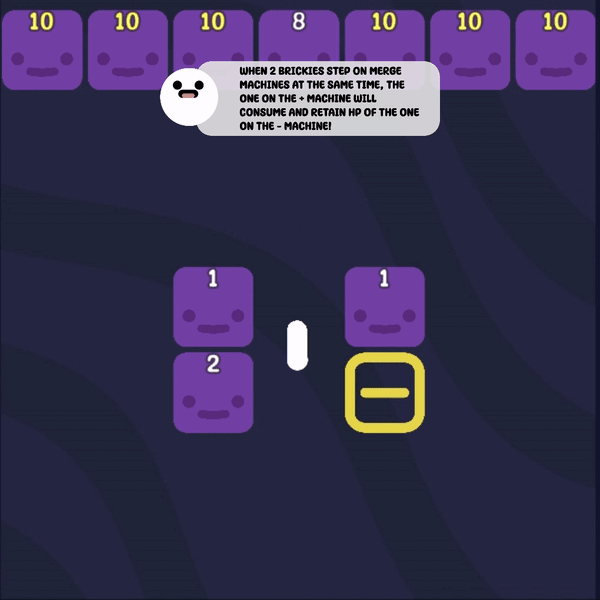 10 10 10 8 10 10 10
WHEN 2 BRICKIES STEP ON MERGE
MACHINES AT THE SAME TIME, THE
ONE ON THE + MACHINE WILL
CONSUME AND RETAIN HP OF THE ONE
ON THE - MACHINE!
1 1
2